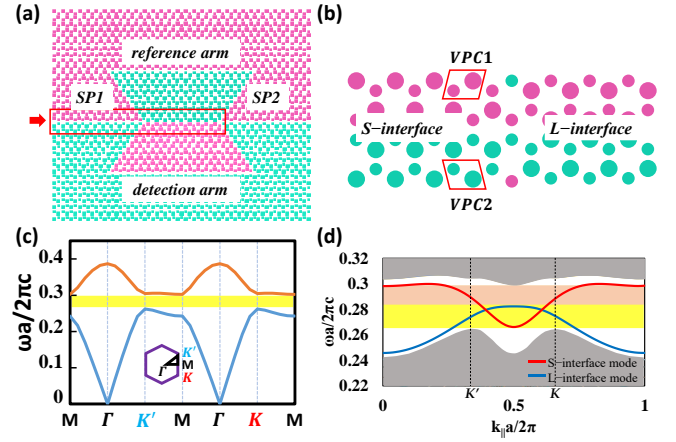 (a)
reference arm
SP1
SP2
detection arm
(b)
VPC1
S−interface
L−interface
VPC2
(c)
ωa/2πc
0.4
0.3
0.2
0.1
0
Γ
K′
M
K
M
Γ
K′
M
Γ
K
M
(d)
ωa/2πc
0.32
0.3
0.28
0.26
0.24
0.22
S−interface mode
L−interface mode
K′
K
0
0.5
1
k∥a/2π